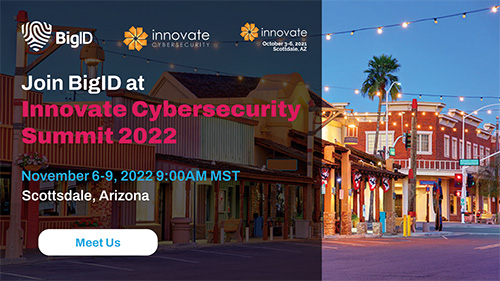 BigID
innovate
CYBERSECURITY
innovate
October 3-6, 2021
Scottsdale, AZ
Join BigID at
Innovate Cybersecurity
Summit 2022
November 6-9, 2022 9:00AM MST
Scottsdale, Arizona
Meet Us